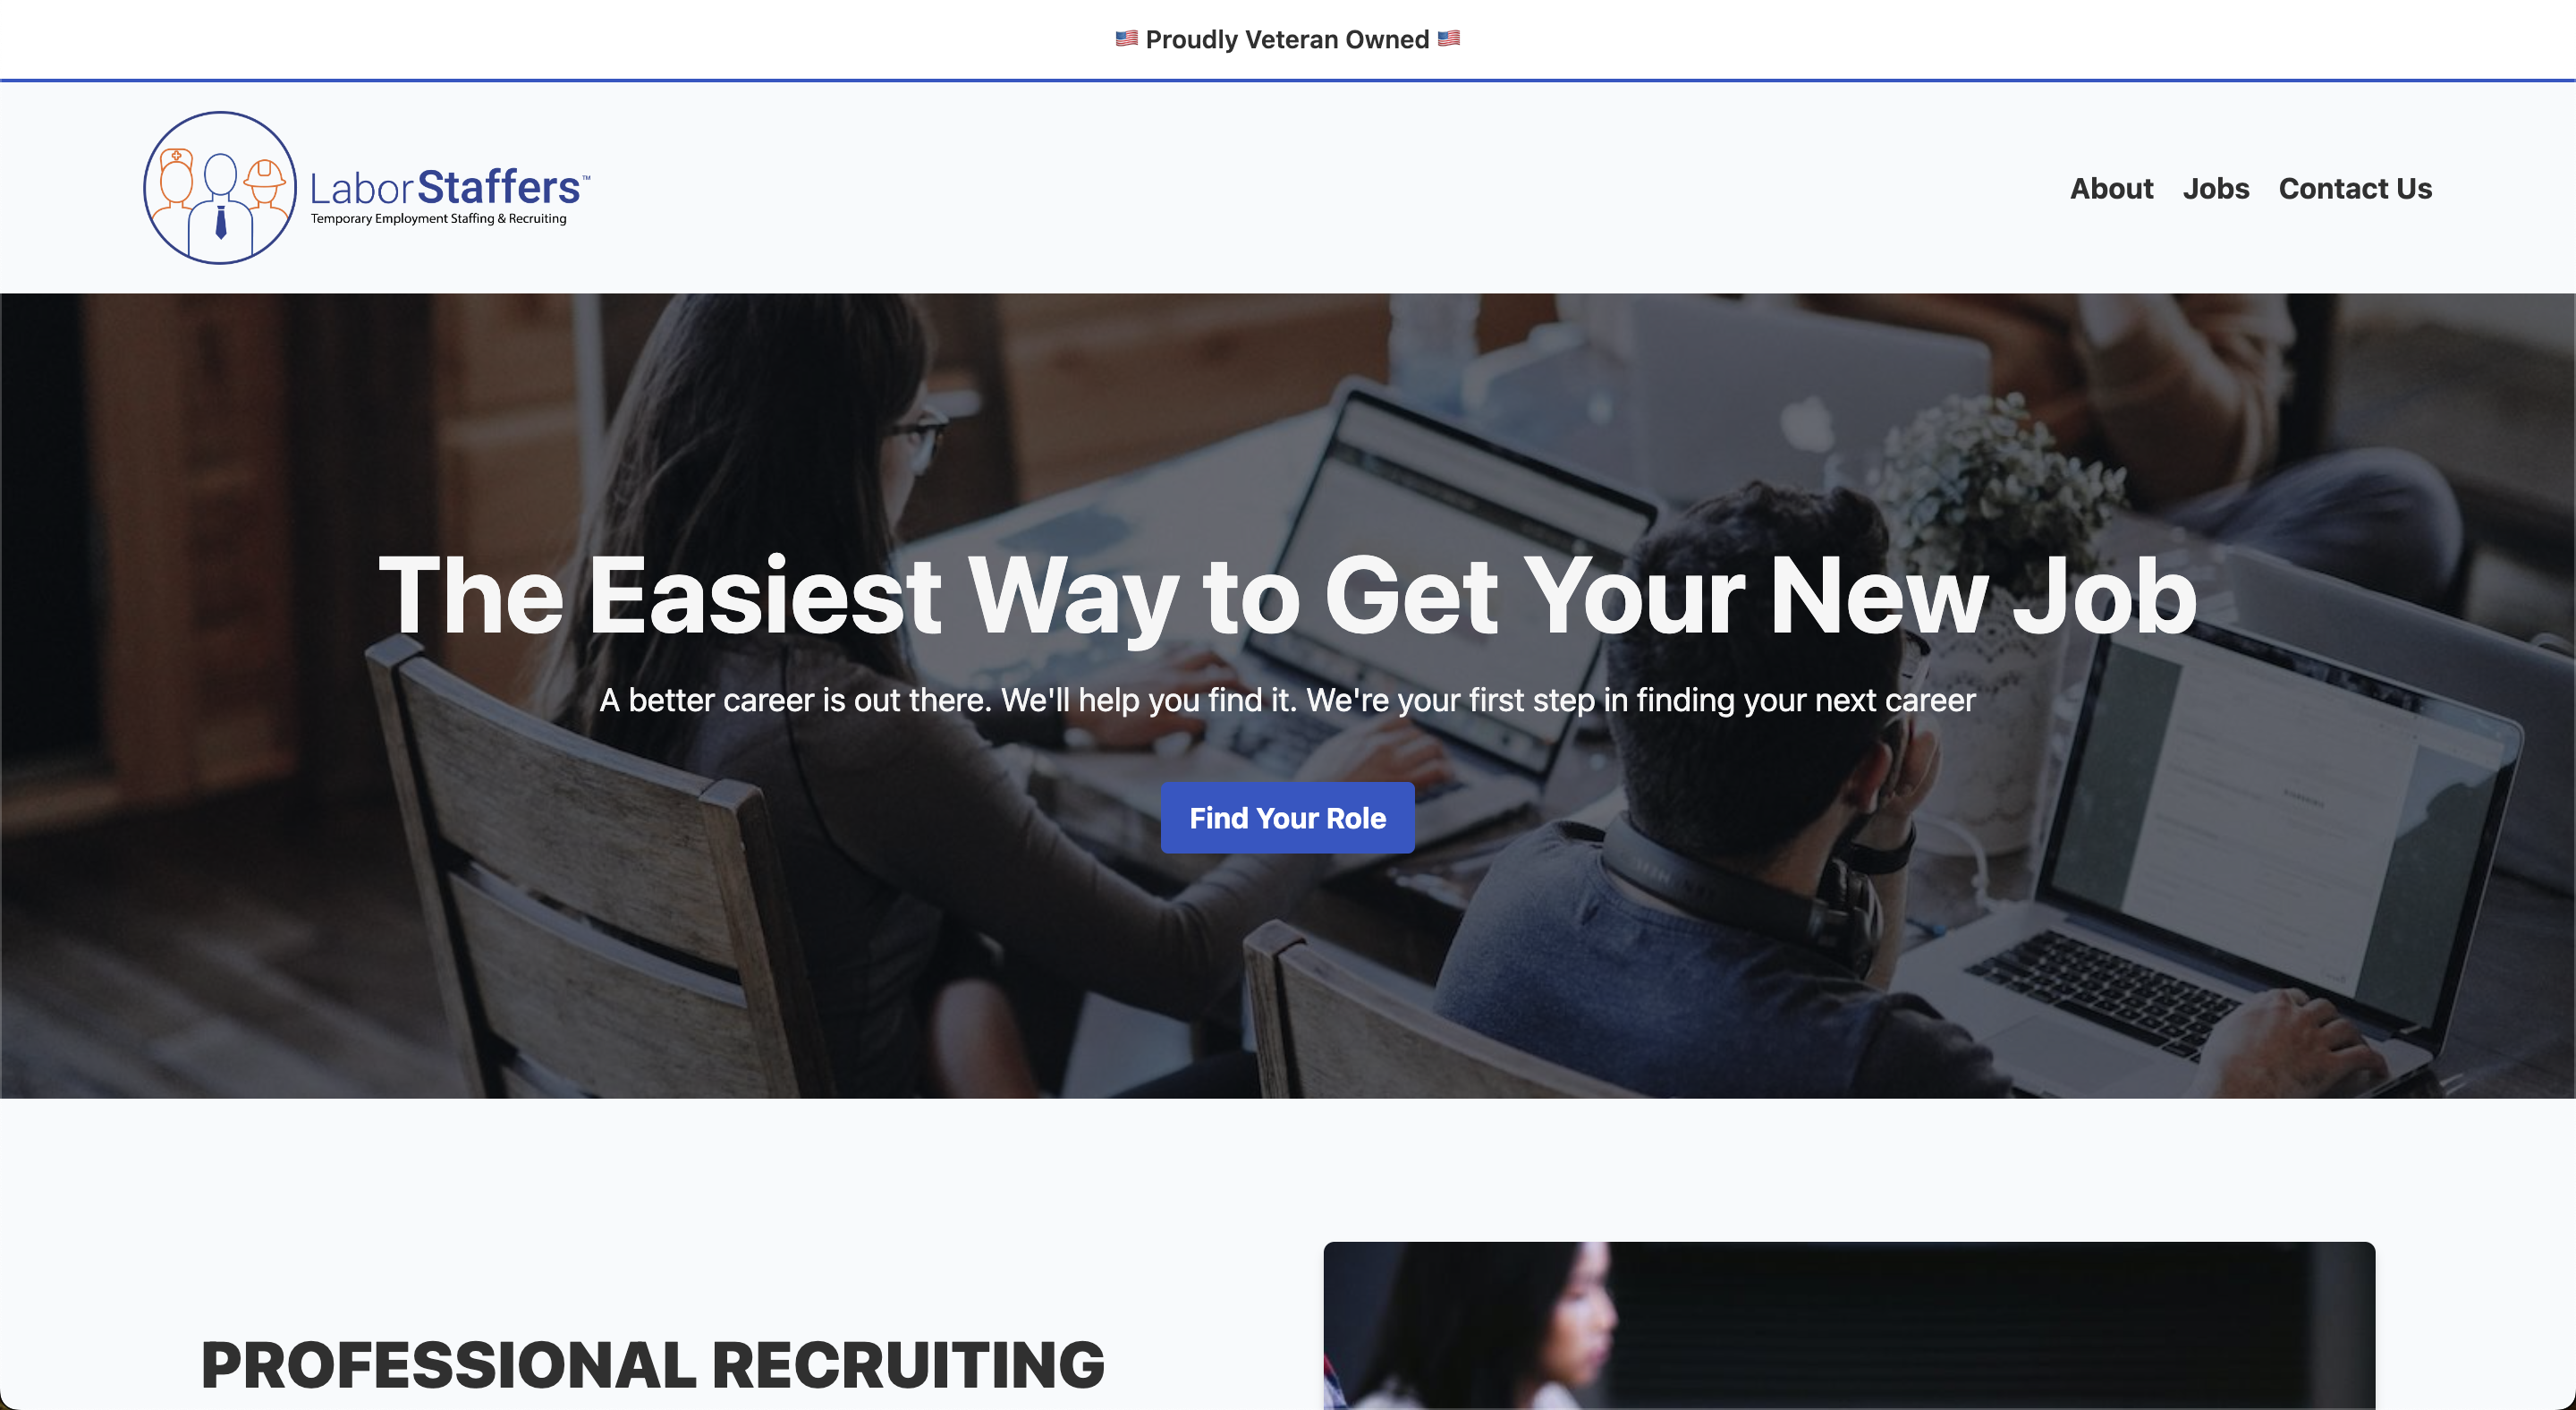 🇺🇸 Proudly Veteran Owned 🇺🇸
LaborStaffers™
Temporary Employment Staffing & Recruiting
About Jobs Contact Us
The Easiest Way to Get Your New Job
A better career is out there. We'll help you find it. We're your first step in finding your next career
Find Your Role
PROFESSIONAL RECRUITING